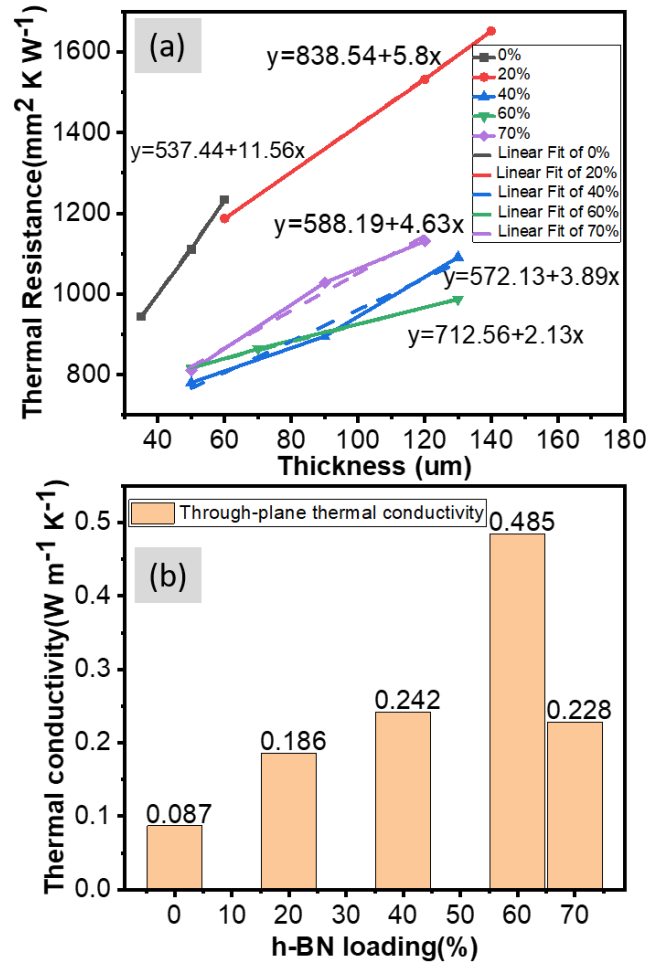 (a)
y=838.54+5.8x
y=537.44+11.56x
y=588.19+4.63x
y=572.13+3.89x
y=712.56+2.13x
0%
20%
40%
60%
70%
Linear Fit of 0%
Linear Fit of 20%
Linear Fit of 40%
Linear Fit of 60%
Linear Fit of 70%
Thermal Resistance(mm² K W⁻¹)
1600
1400
1200
1000
800
40 60 80 100 120 140 160 180
Thickness (um)
Through-plane thermal conductivity
(b)
Thermal conductivity(W m⁻¹ K⁻¹)
0.5
0.4
0.3
0.2
0.1
0.0
0.087
0.186
0.242
0.485
0.228
0 10 20 30 40 50 60 70
h-BN loading(%)